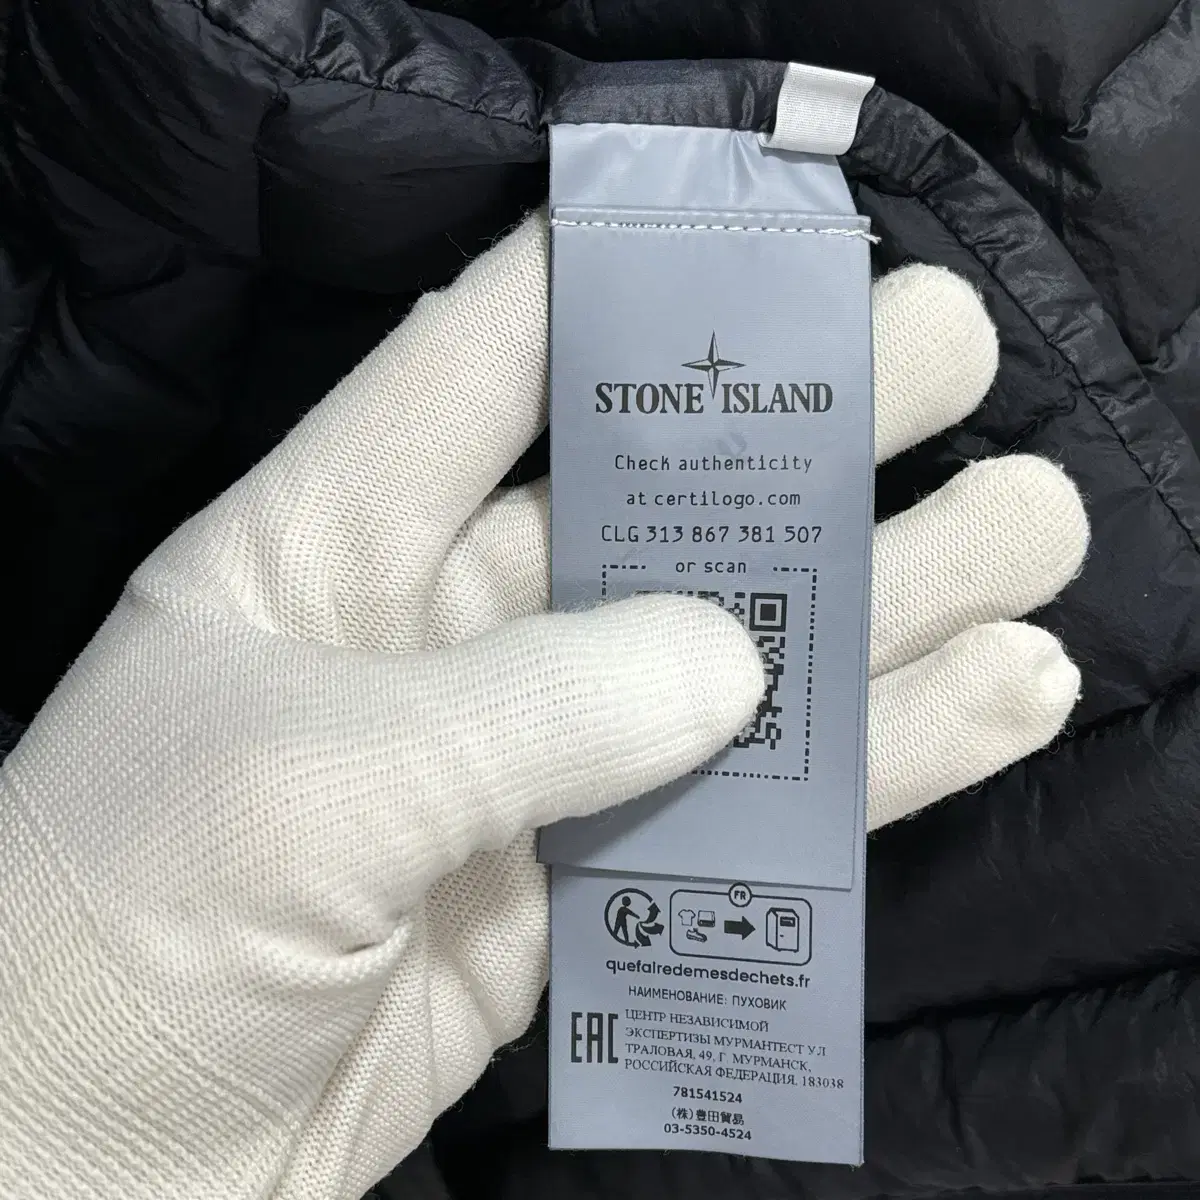 STONE ISLAND
Check authenticity
at certilogo.com
CLG 313 867 381 507
or scan
FR
quefairedemesdechets.fr
НАИМЕНОВАНИЕ: ПУХОВИК
EAC
ЦЕНТР НЕЗАВИСИМОЙ
ЭКСПЕРТИЗЫ МУРМАНТЕСТ УЛ
ТРАЛОВАЯ, 49, Г. МУРМАНСК,
РОССИЙСКАЯ ФЕДЕРАЦИЯ. 183038
781541524
(株)豊田貿易
03-5350-4524